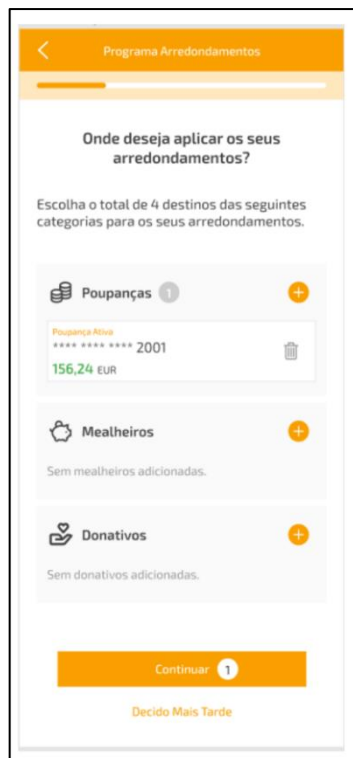 Programa Arredondamentos
Onde deseja aplicar os seus
arredondamentos?
Escolha o total de 4 destinos das seguintes
categorias para os seus arredondamentos.
Poupanças 1
Poupança Ativa
**** **** **** 2001
156,24 EUR
Mealheiros
Sem mealheiros adicionadas.
Donativos
Sem donativos adicionadas.
Continuar 1
Decido Mais Tarde